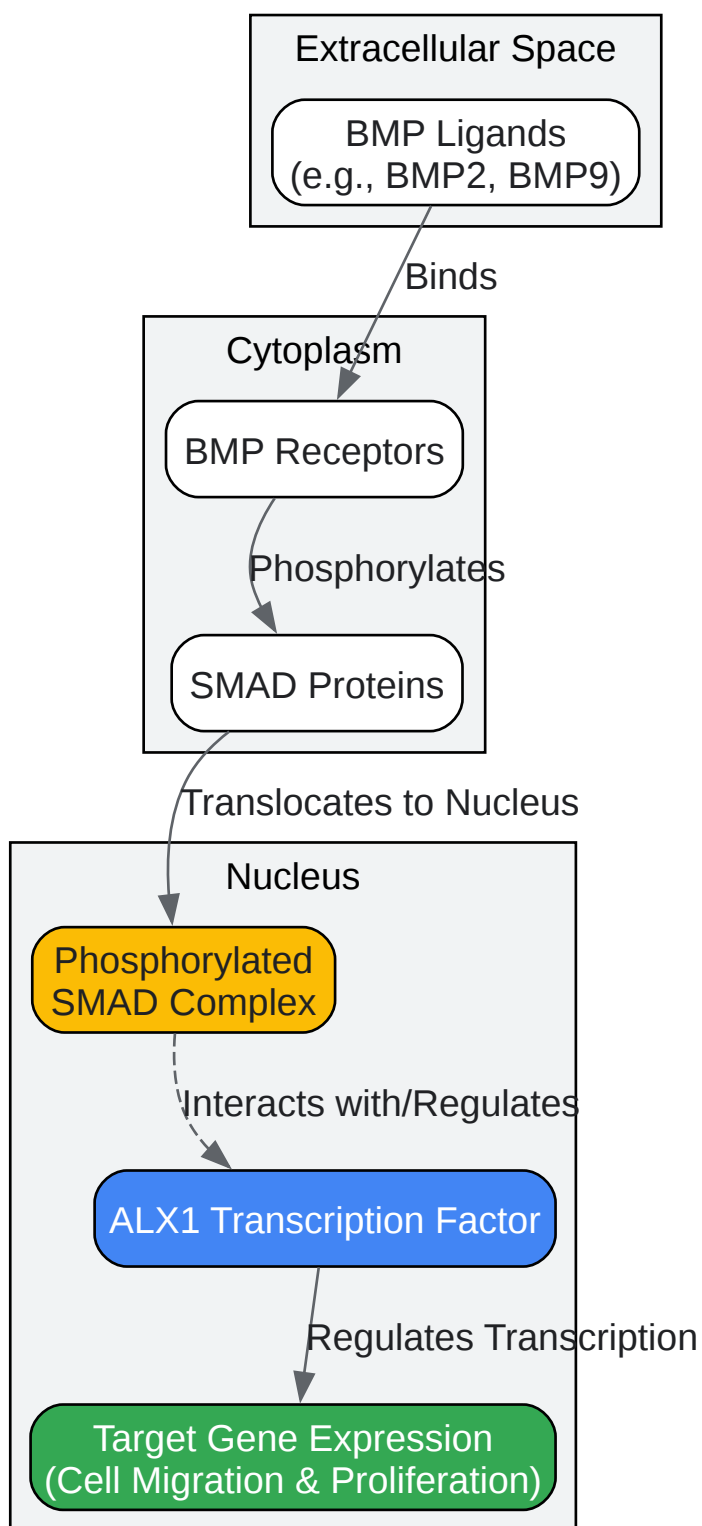 Extracellular Space
BMP Ligands
(e.g., BMP2, BMP9)
Binds
Cytoplasm
BMP Receptors
Phosphorylates
SMAD Proteins
Translocates to Nucleus
Nucleus
Phosphorylated
SMAD Complex
Interacts with/Regulates
ALX1 Transcription Factor
Regulates Transcription
Target Gene Expression
(Cell Migration & Proliferation)